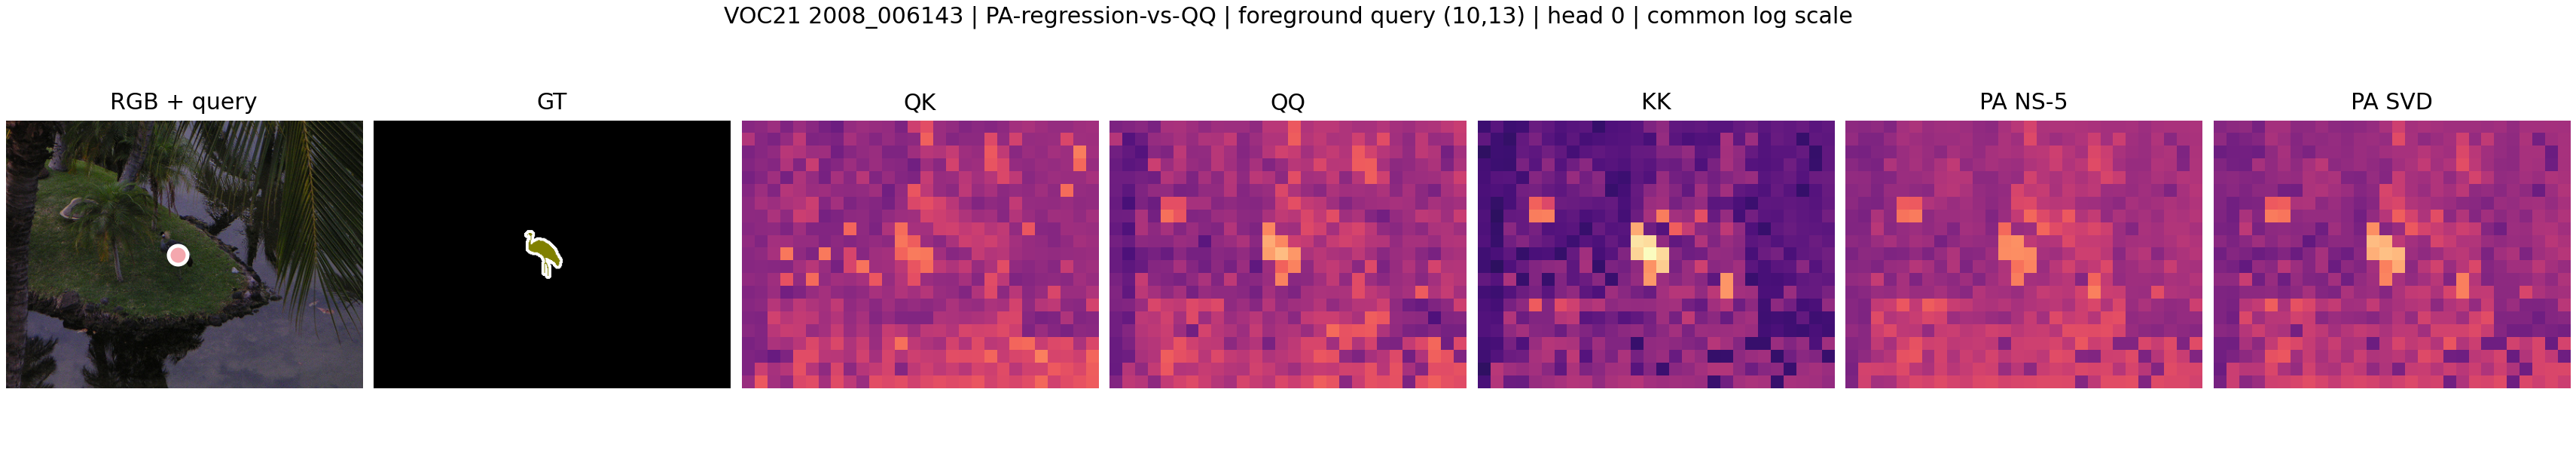 VOC21 2008_006143 | PA-regression-vs-QQ | foreground query (10,13) | head 0 | common log scale
RGB + query
GT
QK
QQ
KK
PA NS-5
PA SVD